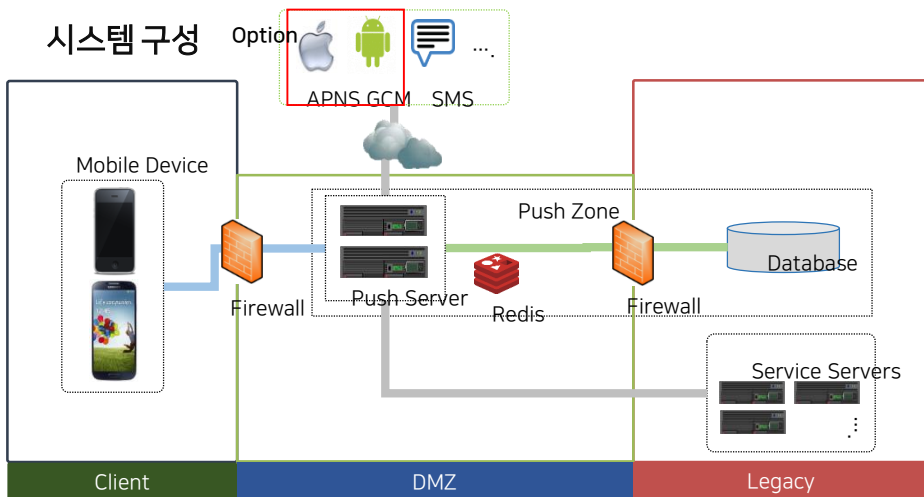 시스템 구성
Option
....
APNS GCM SMS
Mobile Device
Push Zone
Database
Firewall
Push Server
Redis
Firewall
Service Servers
...
Client
DMZ
Legacy